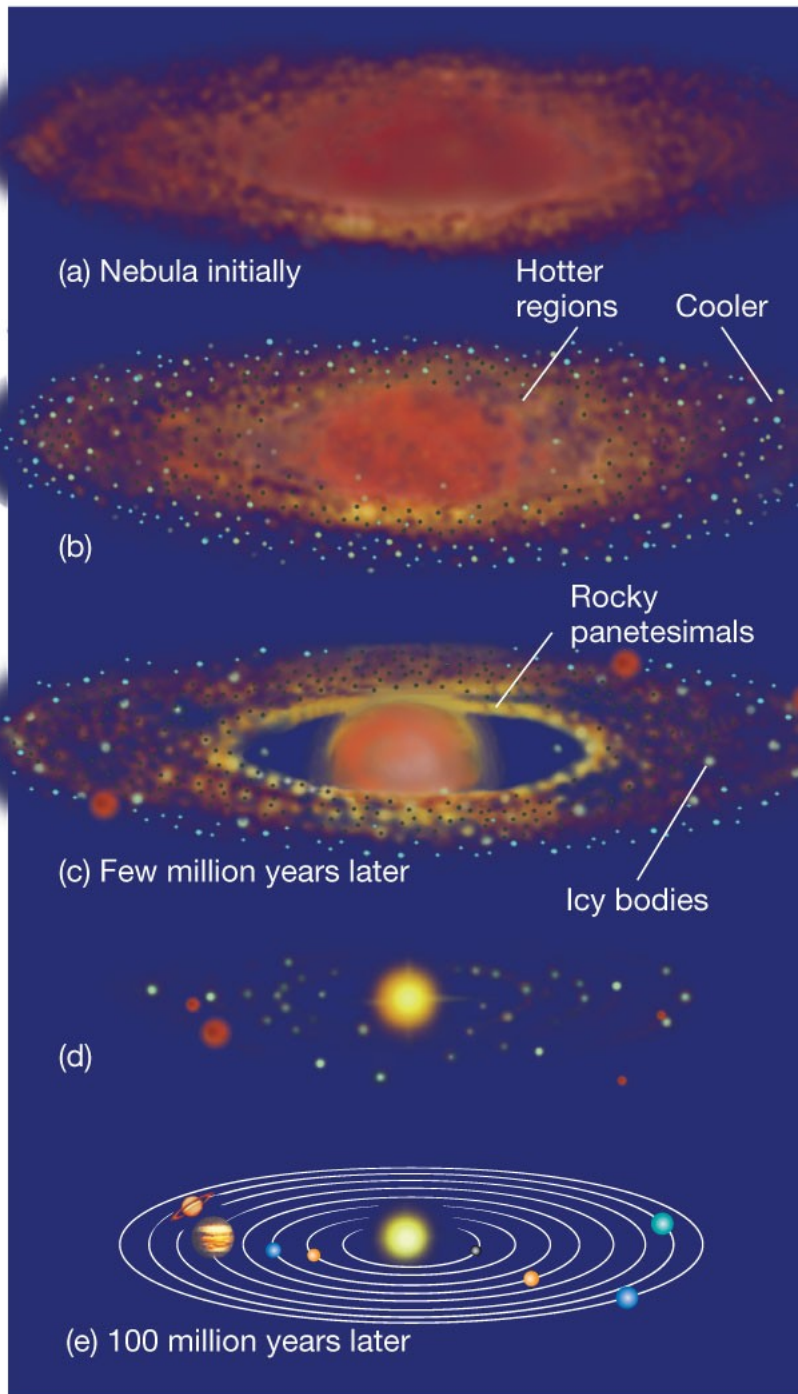 (a) Nebula initially
Hotter
regions
Cooler
(b)
Rocky
panetesimals
(c) Few million years later
Icy bodies
(d)
(e) 100 million years later